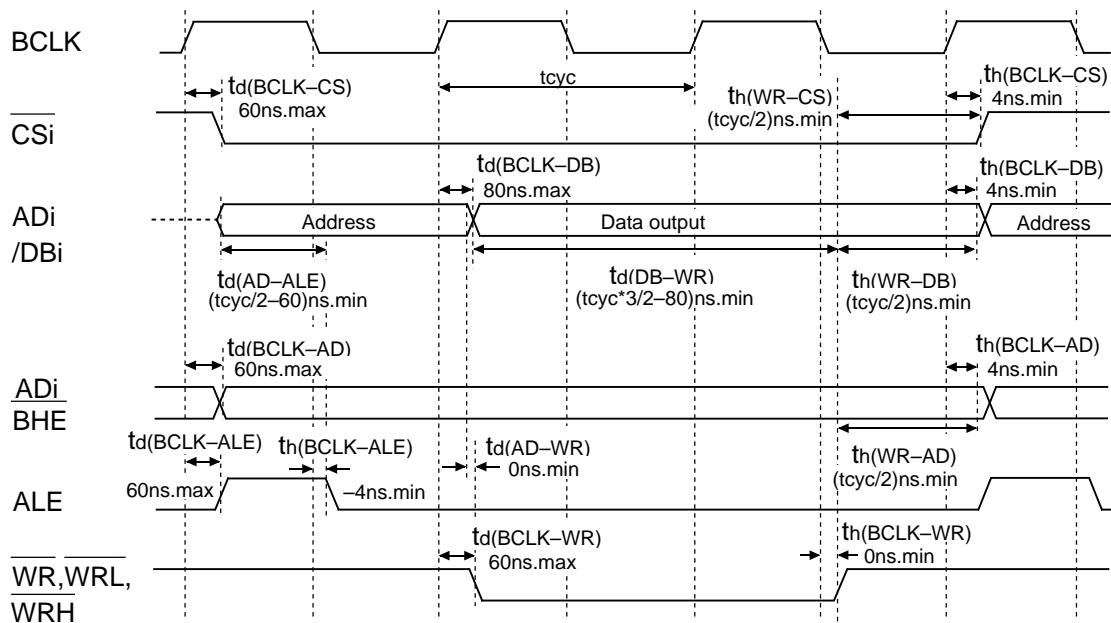 BCLK
td(BCLK–CS)
60ns.max
tcyc
th(WR–CS)
(tcyc/2)ns.min
th(BCLK–CS)
4ns.min
CSi
td(BCLK–DB)
80ns.max
th(BCLK–DB)
4ns.min
ADi
/DBi
Address
Data output
Address
td(AD–ALE)
(tcyc/2–60)ns.min
td(DB–WR)
(tcyc*3/2–80)ns.min
th(WR–DB)
(tcyc/2)ns.min
td(BCLK–AD)
60ns.max
th(BCLK–AD)
4ns.min
ADi
BHE
td(BCLK–ALE)
60ns.max
th(BCLK–ALE)
–4ns.min
td(AD–WR)
0ns.min
th(WR–AD)
(tcyc/2)ns.min
ALE
td(BCLK–WR)
60ns.max
th(BCLK–WR)
0ns.min
WR,WRL,
WRH